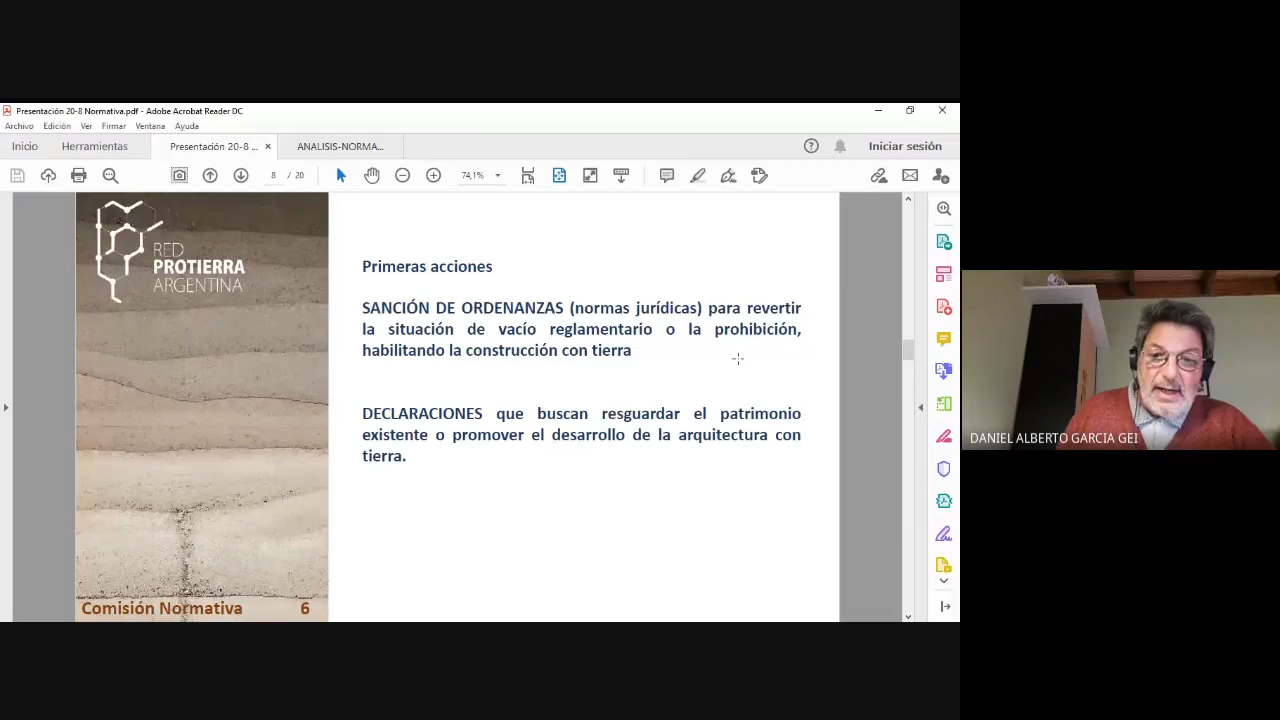 Presentación 20-8 Normativa.pdf - Adobe Acrobat Reader DC
Archivo Edición Ver Firmar Ventana Ayuda
Inicio Herramientas Presentación 20-8 ... × ANALISIS-NORMA... Iniciar sesión
8 / 20 74,1%
RED
PROTIERRA
ARGENTINA
Primeras acciones
SANCIÓN DE ORDENANZAS (normas jurídicas) para revertir
la situación de vacío reglamentario o la prohibición,
habilitando la construcción con tierra
DECLARACIONES que buscan resguardar el patrimonio
existente o promover el desarrollo de la arquitectura con
tierra.
Comisión Normativa 6
DANIEL ALBERTO GARCIA GEI